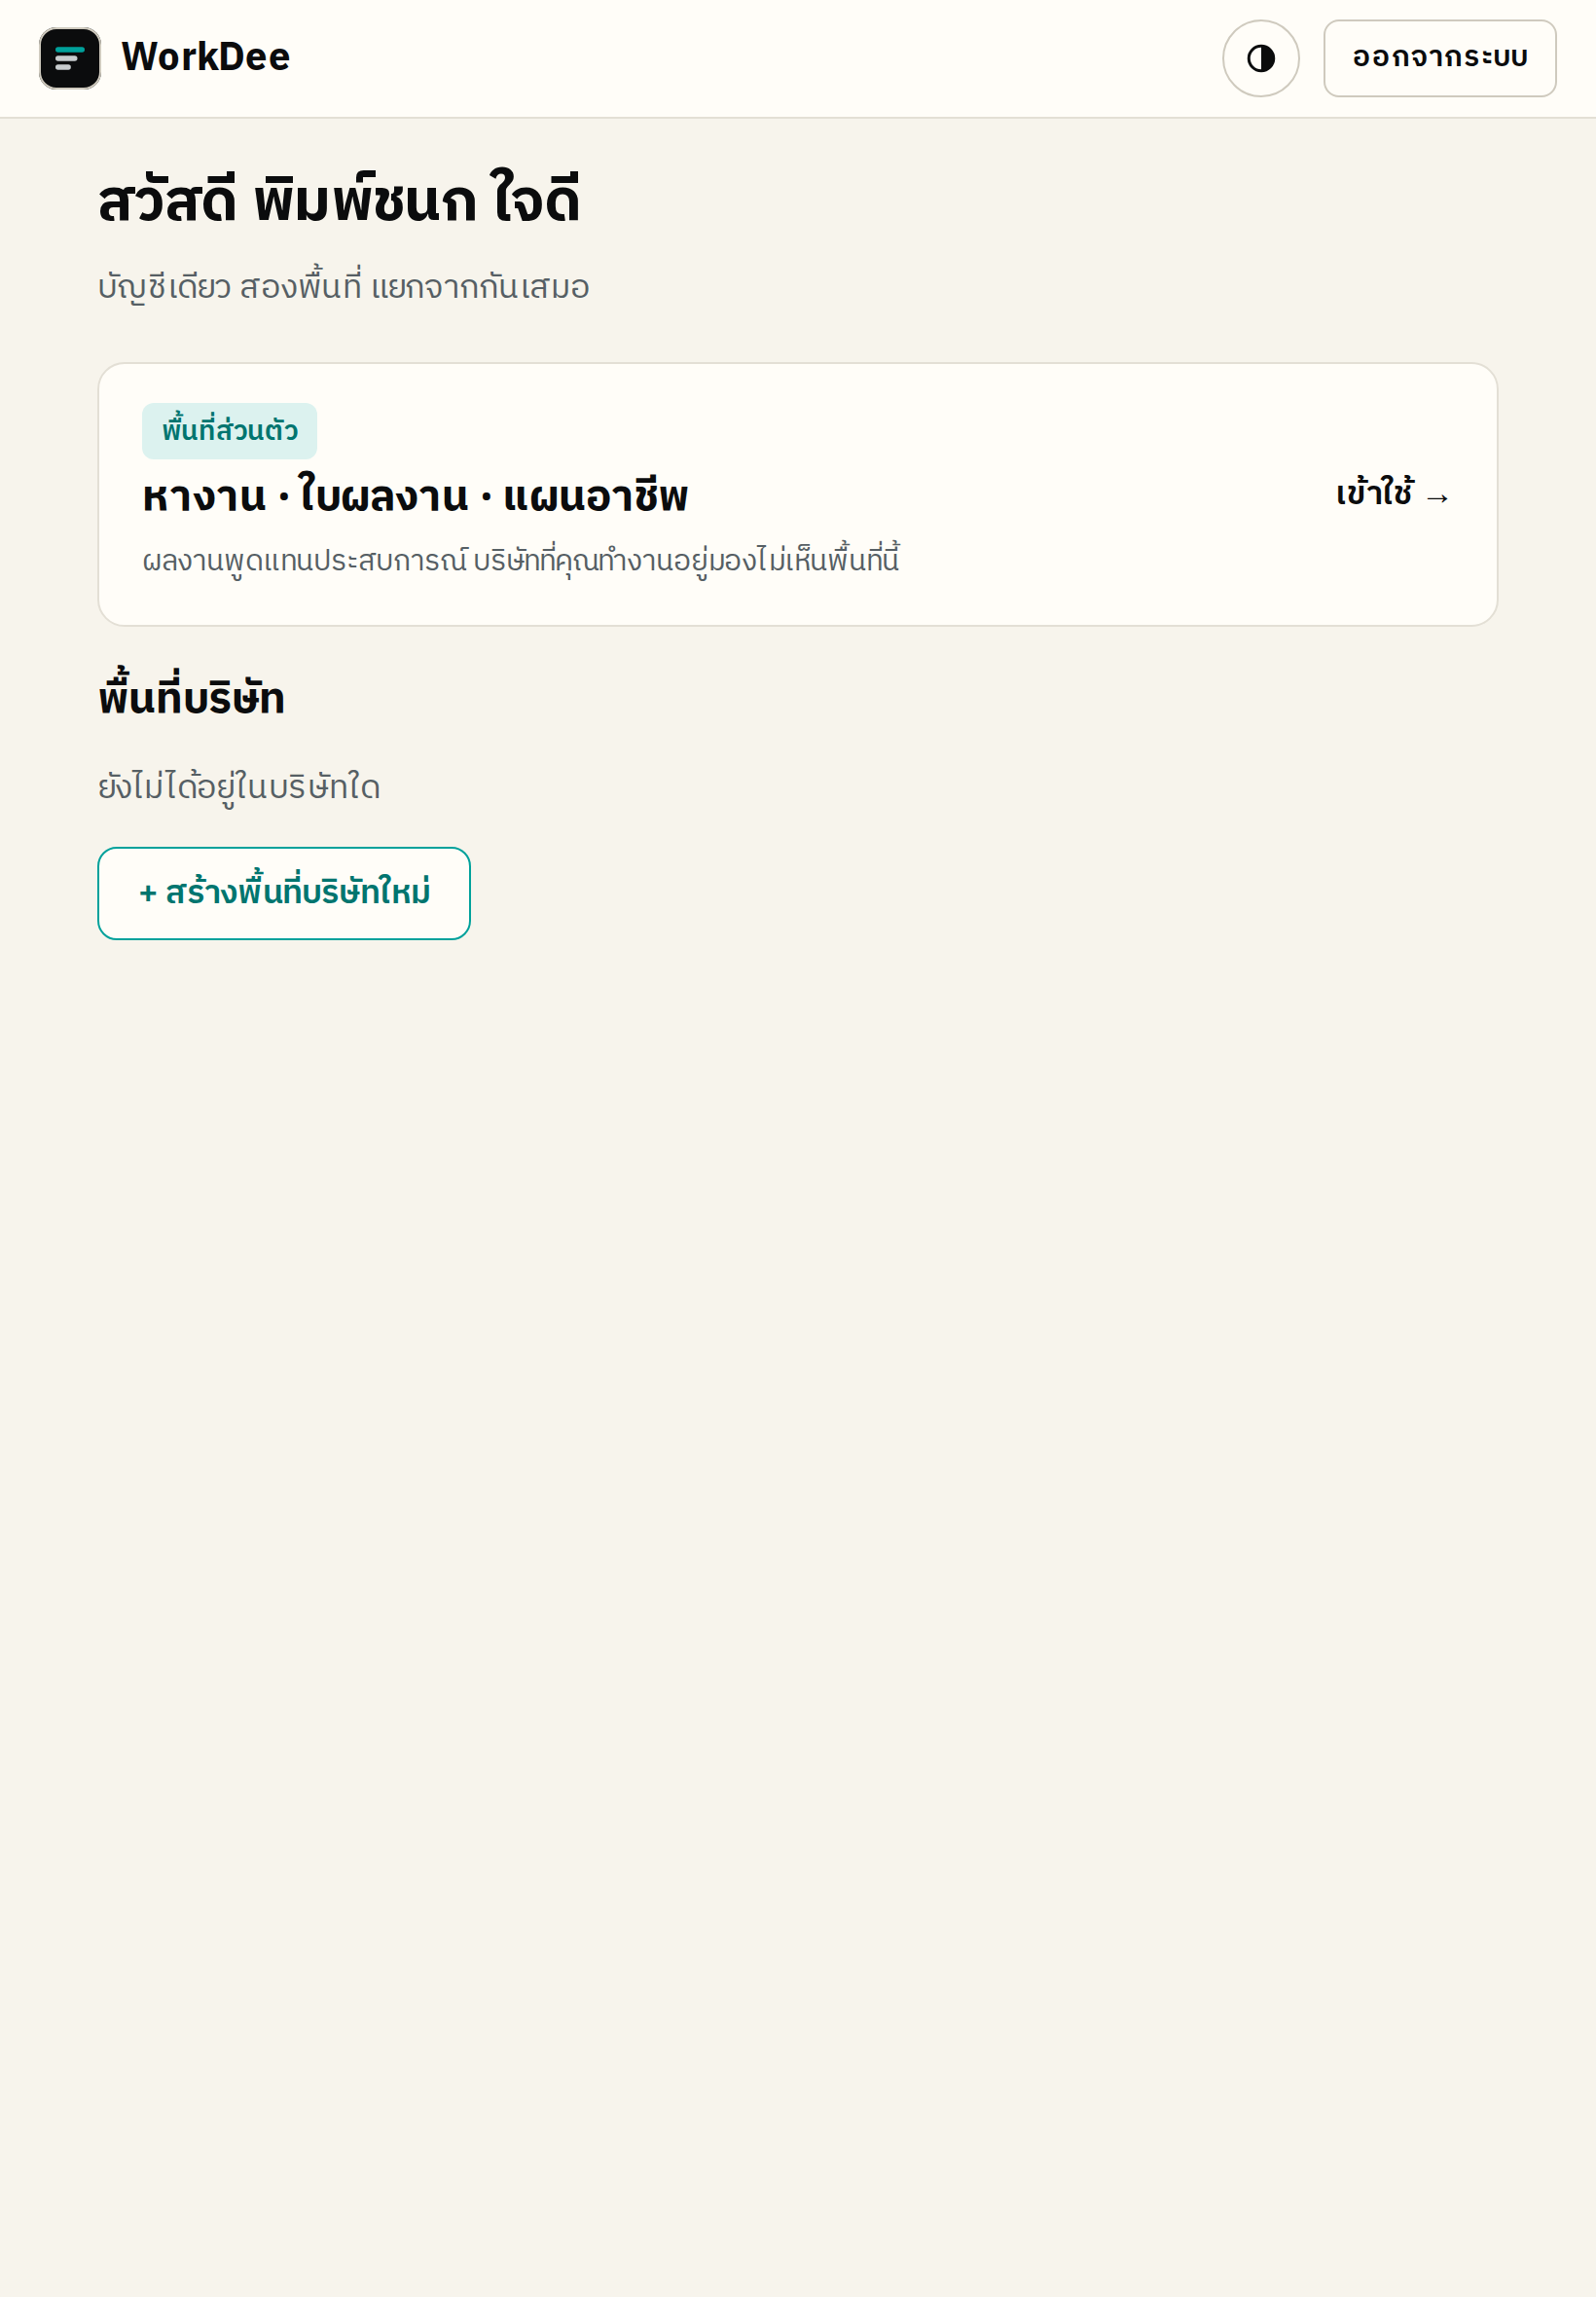 WorkDee
ออกจากระบบ
สวัสดี พิมพ์ชนก ใจดี
บัญชีเดียว สองพื้นที่ แยกจากกันเสมอ
พื้นที่ส่วนตัว
หางาน · ใบผลงาน · แผนอาชีพ
เข้าใช้ →
ผลงานพูดแทนประสบการณ์ บริษัทที่คุณทำงานอยู่มองไม่เห็นพื้นที่นี้
พื้นที่บริษัท
ยังไม่ได้อยู่ในบริษัทใด
+ สร้างพื้นที่บริษัทใหม่